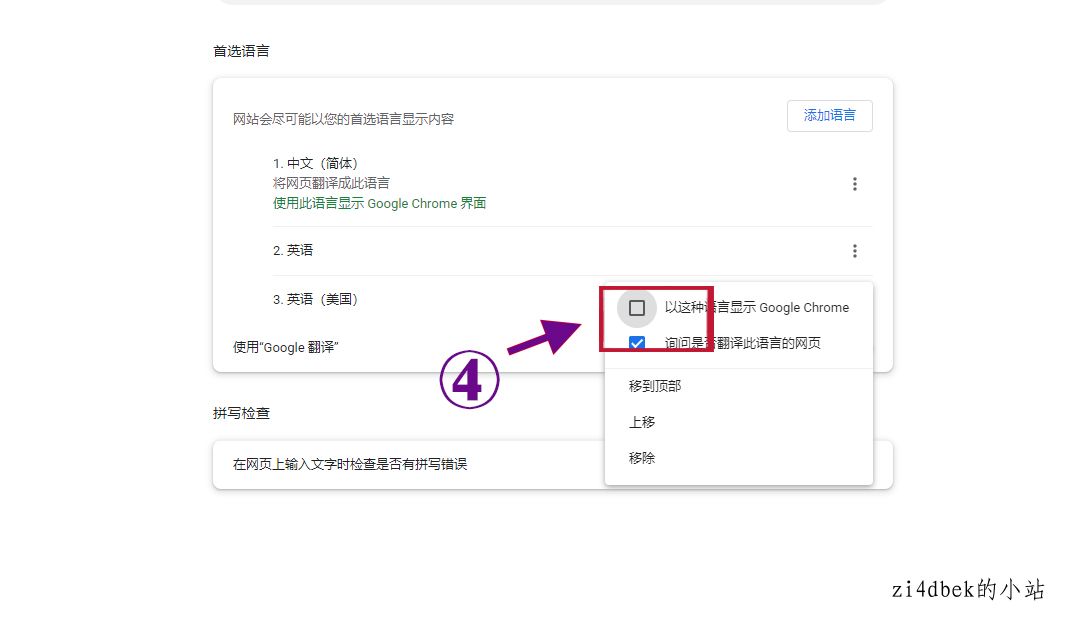 首选语言
网站会尽可能以您的首选语言显示内容
添加语言
1. 中文（简体）
将网页翻译成此语言
使用此语言显示 Google Chrome 界面
2. 英语
3. 英语（美国）
以这种语言显示 Google Chrome
询问是否翻译此语言的网页
使用“Google 翻译”
④
移到顶部
上移
移除
拼写检查
在网页上输入文字时检查是否有拼写错误
zi4dbek的小站